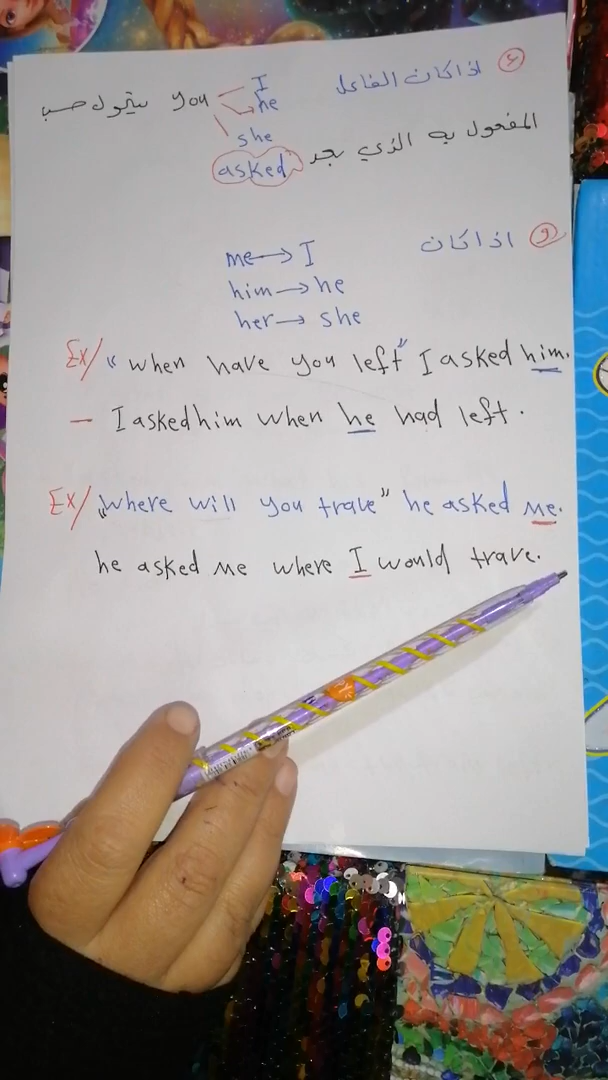 ٤ اذا كان الفاعل you سيتحول حسب
I
he
she
المفعول به الذي بعد asked
و اذا كان
me → I
him → he
her → she
Ex/ "when have you left" I asked him.
- I asked him when he had left.
Ex/ "where will you trave" he asked me.
he asked me where I would trave.